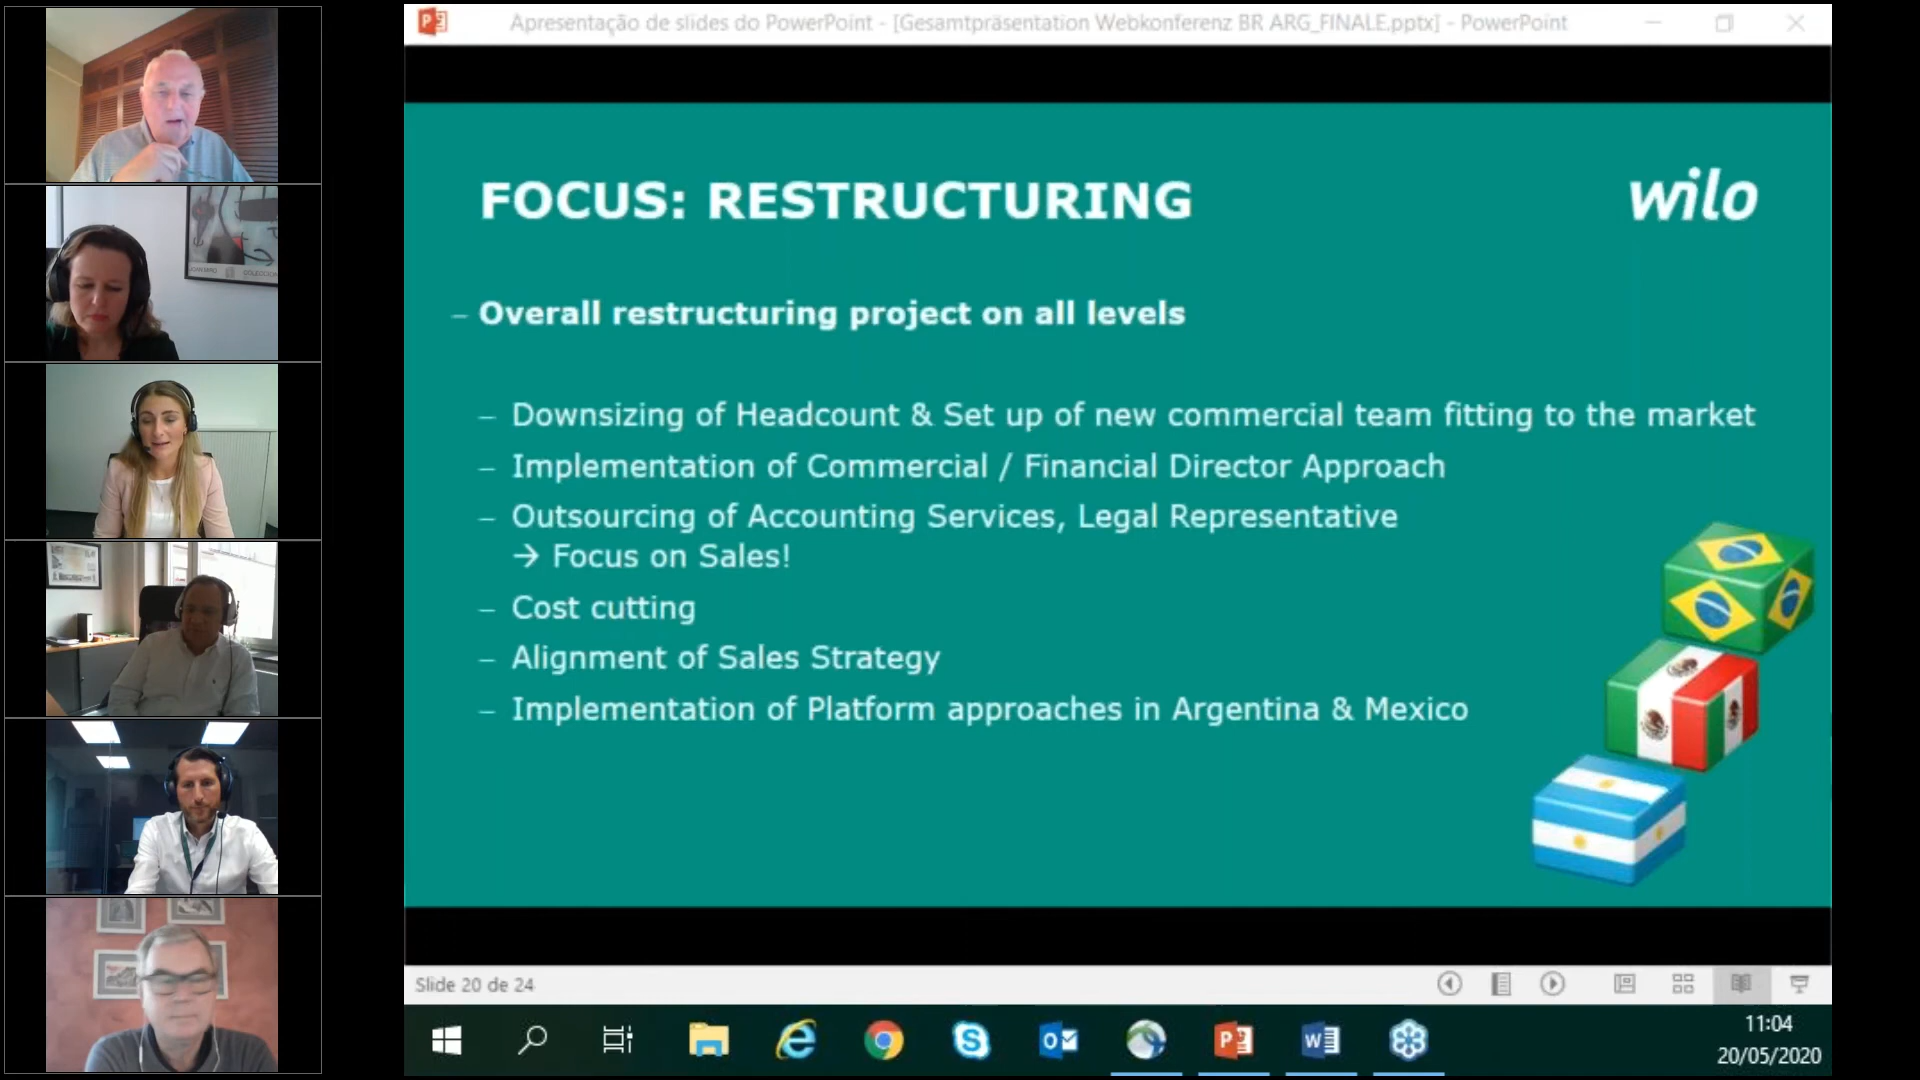 Apresentação de slides do PowerPoint - [Gesamtpräsentation Webkonferenz BR ARG_FINALE.pptx] - PowerPoint
FOCUS: RESTRUCTURING
wilo
– Overall restructuring project on all levels
– Downsizing of Headcount & Set up of new commercial team fitting to the market
– Implementation of Commercial / Financial Director Approach
– Outsourcing of Accounting Services, Legal Representative
→ Focus on Sales!
– Cost cutting
– Alignment of Sales Strategy
– Implementation of Platform approaches in Argentina & Mexico
Slide 20 de 24
11:04
20/05/2020